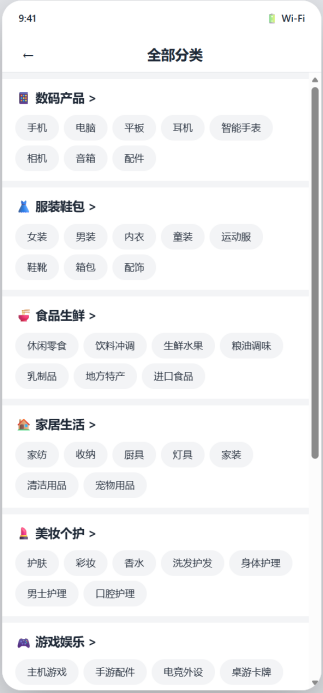 9:41 Wi-Fi
← 全部分类
数码产品 >
手机 电脑 平板 耳机 智能手表
相机 音箱 配件
服装鞋包 >
女装 男装 内衣 童装 运动服
鞋靴 箱包 配饰
食品生鲜 >
休闲零食 饮料冲调 生鲜水果 粮油调味
乳制品 地方特产 进口食品
家居生活 >
家纺 收纳 厨具 灯具 家装
清洁用品 宠物用品
美妆个护 >
护肤 彩妆 香水 洗发护发 身体护理
男士护理 口腔护理
游戏娱乐 >
主机游戏 手游配件 电竞外设 桌游卡牌